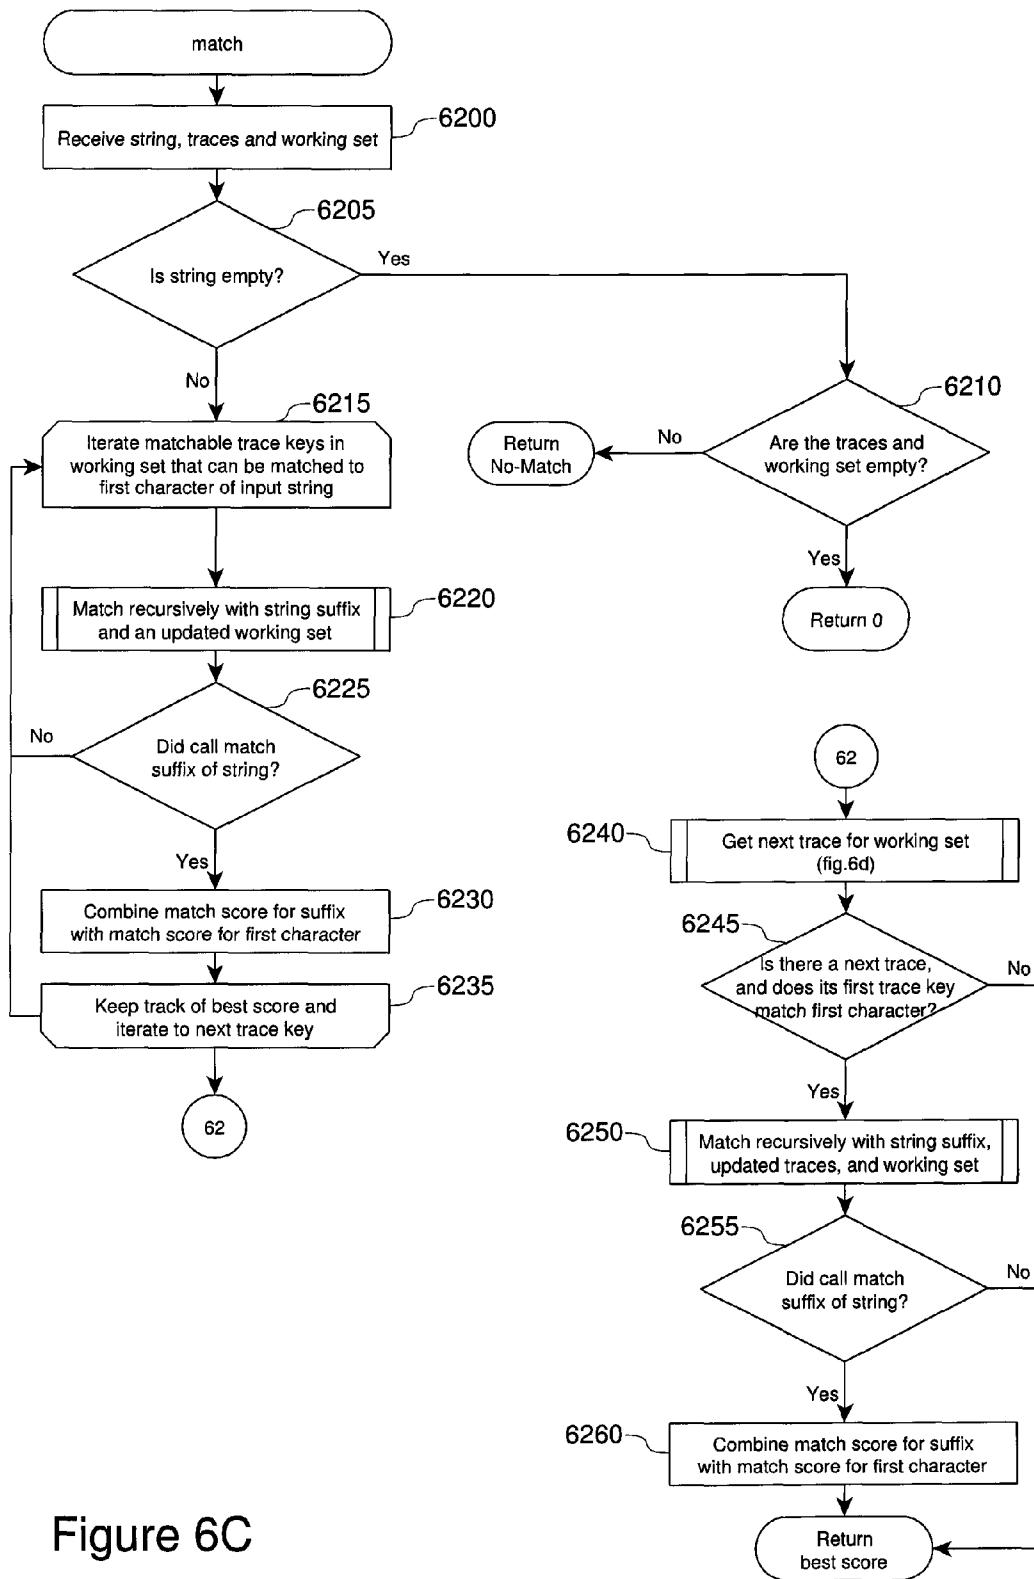 match
6200
Receive string, traces and working set
6205
Is string empty?
Yes
No
6215
Iterate matchable trace keys in
working set that can be matched to
first character of input string
6220
Match recursively with string suffix
and an updated working set
6225
No
Did call match
suffix of string?
Yes
6230
Combine match score for suffix
with match score for first character
6235
Keep track of best score and
iterate to next trace key
62
6210
Are the traces and
working set empty?
No
Return
No-Match
Yes
Return 0
62
6240
Get next trace for working set
(fig.6d)
6245
Is there a next trace,
and does its first trace key
match first character?
No
Yes
6250
Match recursively with string suffix,
updated traces, and working set
6255
Did call match
suffix of string?
No
Yes
6260
Combine match score for suffix
with match score for first character
Return
best score
Figure 6C